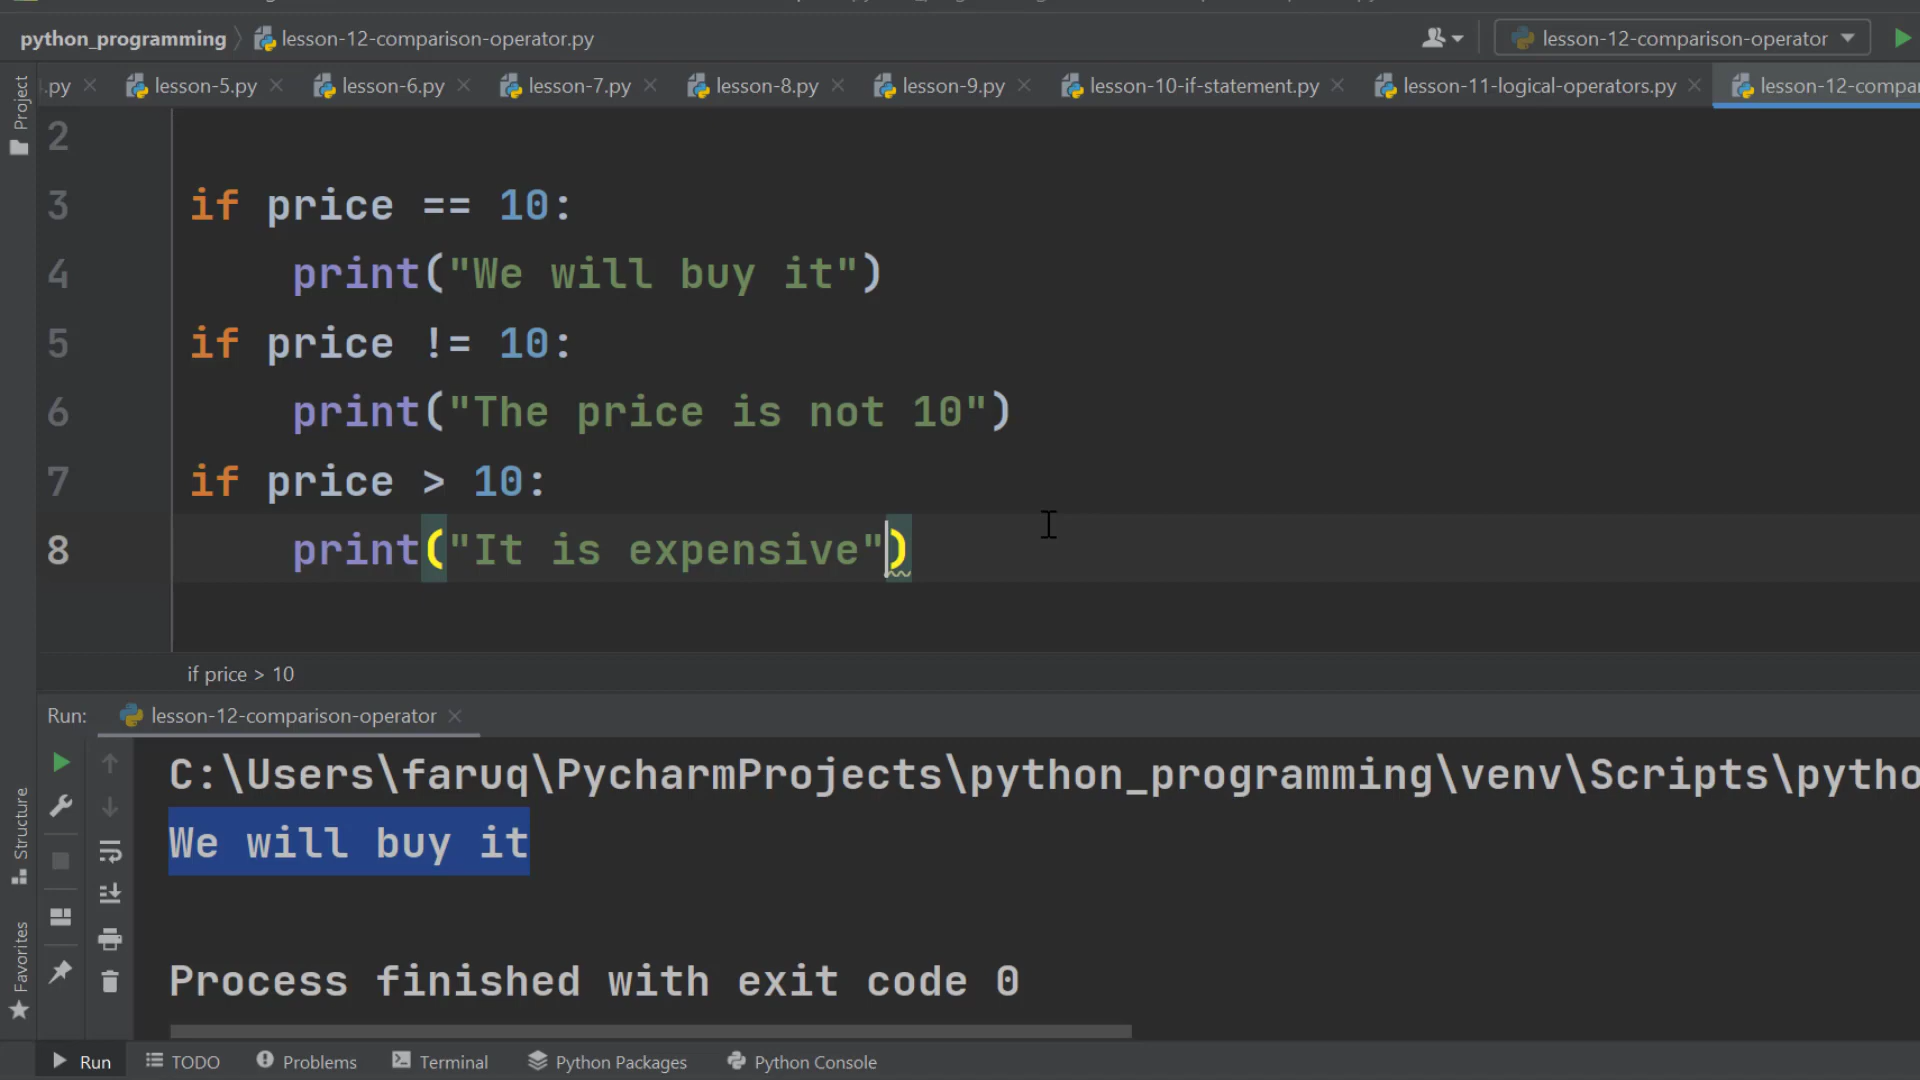 python_programming lesson-12-comparison-operator.py lesson-12-comparison-operator
.py lesson-5.py lesson-6.py lesson-7.py lesson-8.py lesson-9.py lesson-10-if-statement.py lesson-11-logical-operators.py lesson-12-compar
Project
2
3 if price == 10:
4 print("We will buy it")
5 if price != 10:
6 print("The price is not 10")
7 if price > 10:
8 print("It is expensive")
if price > 10
Run: lesson-12-comparison-operator
C:\Users\faruq\PycharmProjects\python_programming\venv\Scripts\pytho
We will buy it
Process finished with exit code 0
Structure
Favorites
Run TODO Problems Terminal Python Packages Python Console